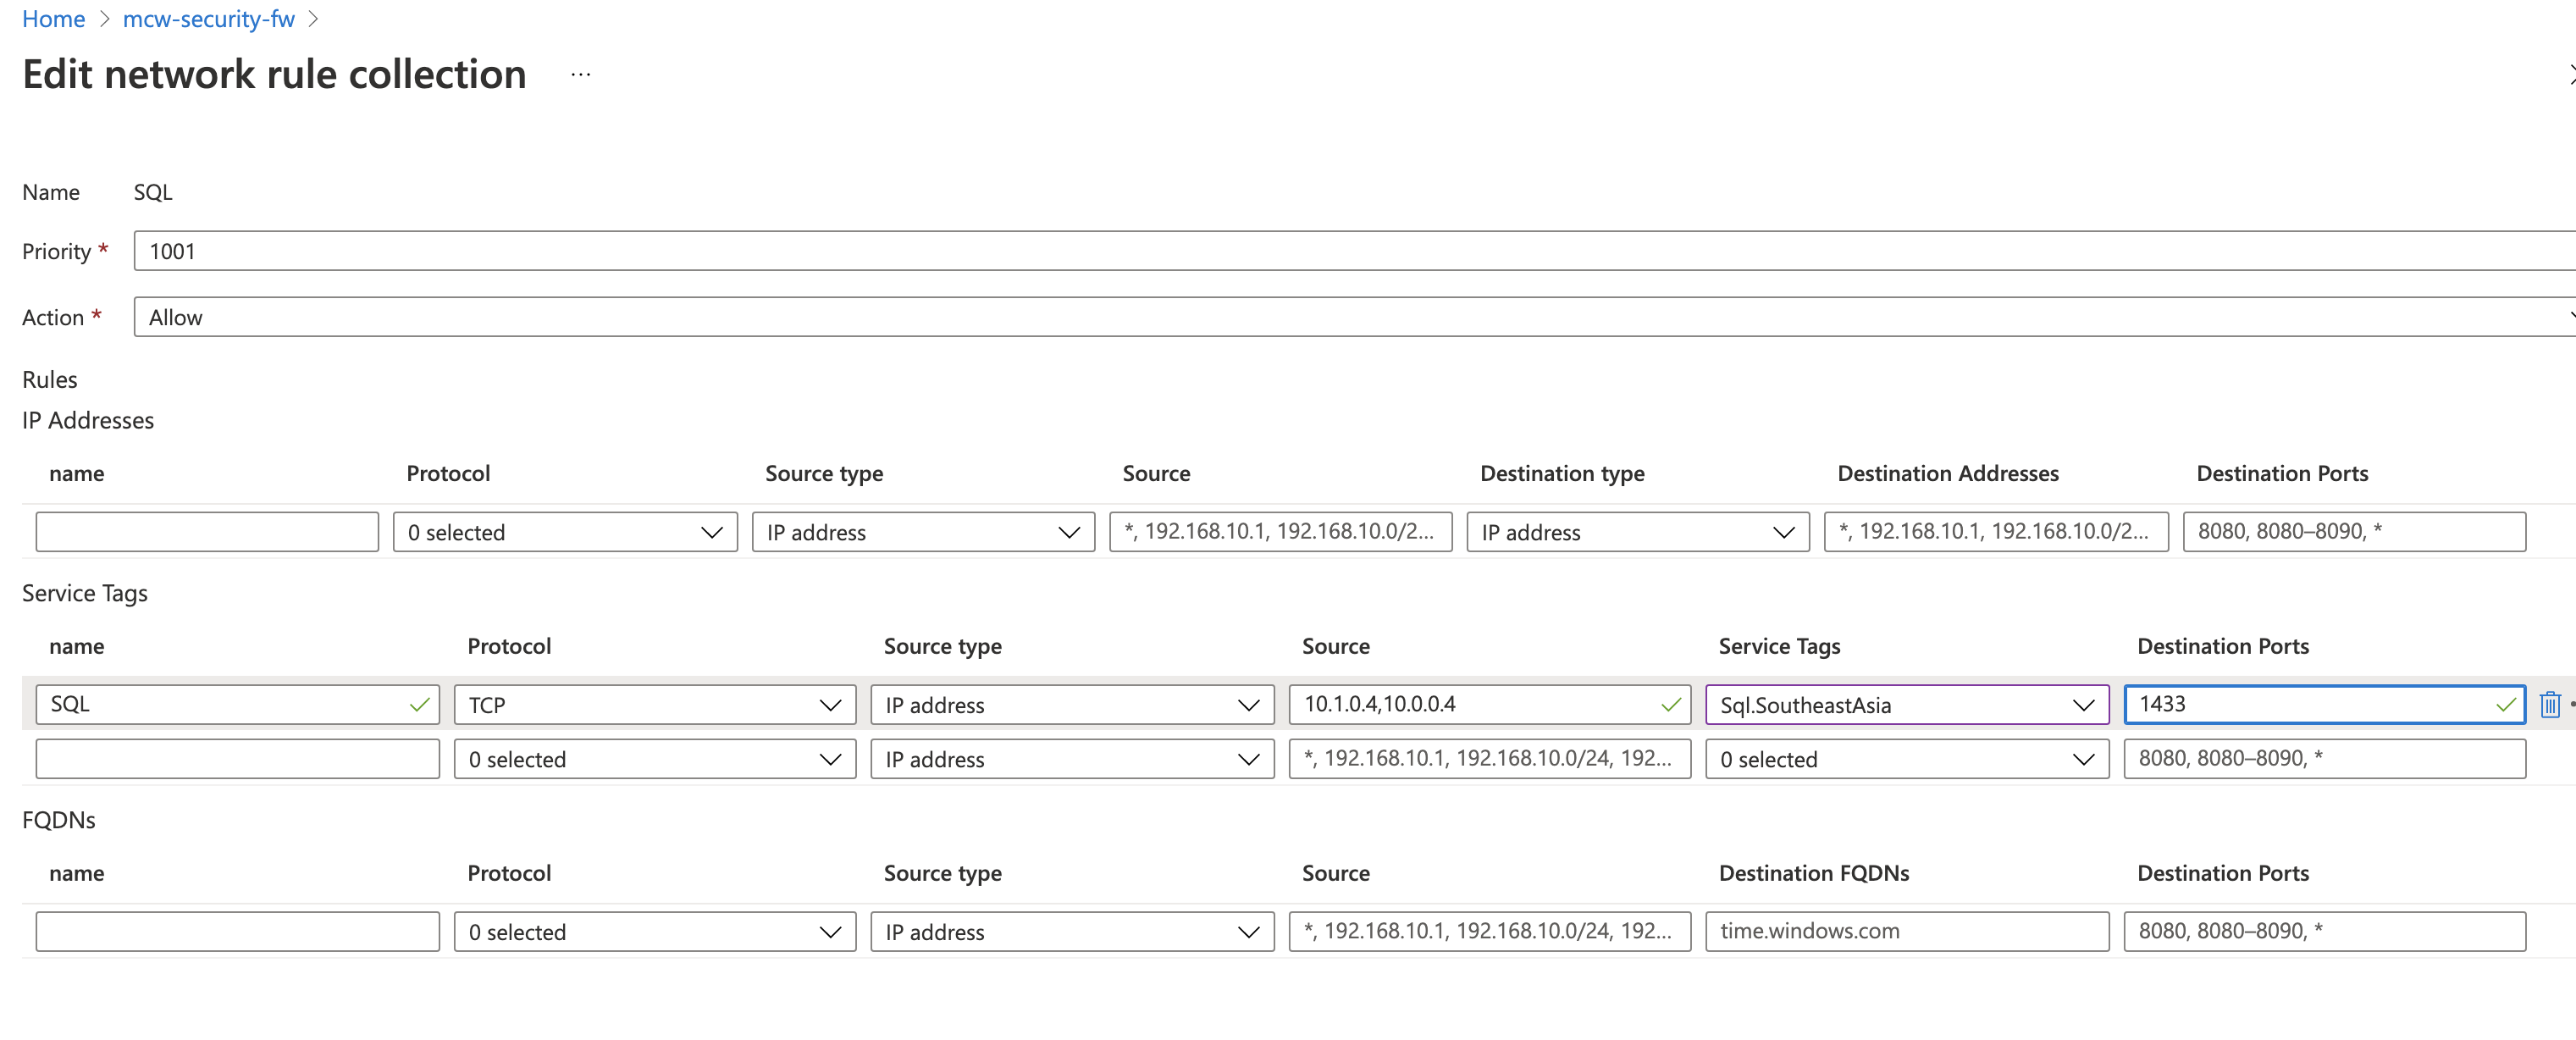 Home > mcw-security-fw >
Edit network rule collection ...
Name SQL
Priority * 1001
Action * Allow
Rules
IP Addresses
name Protocol Source type Source Destination type Destination Addresses Destination Ports
0 selected IP address *, 192.168.10.1, 192.168.10.0/2... IP address *, 192.168.10.1, 192.168.10.0/2... 8080, 8080–8090, *
Service Tags
name Protocol Source type Source Service Tags Destination Ports
SQL TCP IP address 10.1.0.4,10.0.0.4 Sql.SoutheastAsia 1433
0 selected IP address *, 192.168.10.1, 192.168.10.0/24, 192... 0 selected 8080, 8080–8090, *
FQDNs
name Protocol Source type Source Destination FQDNs Destination Ports
0 selected IP address *, 192.168.10.1, 192.168.10.0/24, 192... time.windows.com 8080, 8080–8090, *